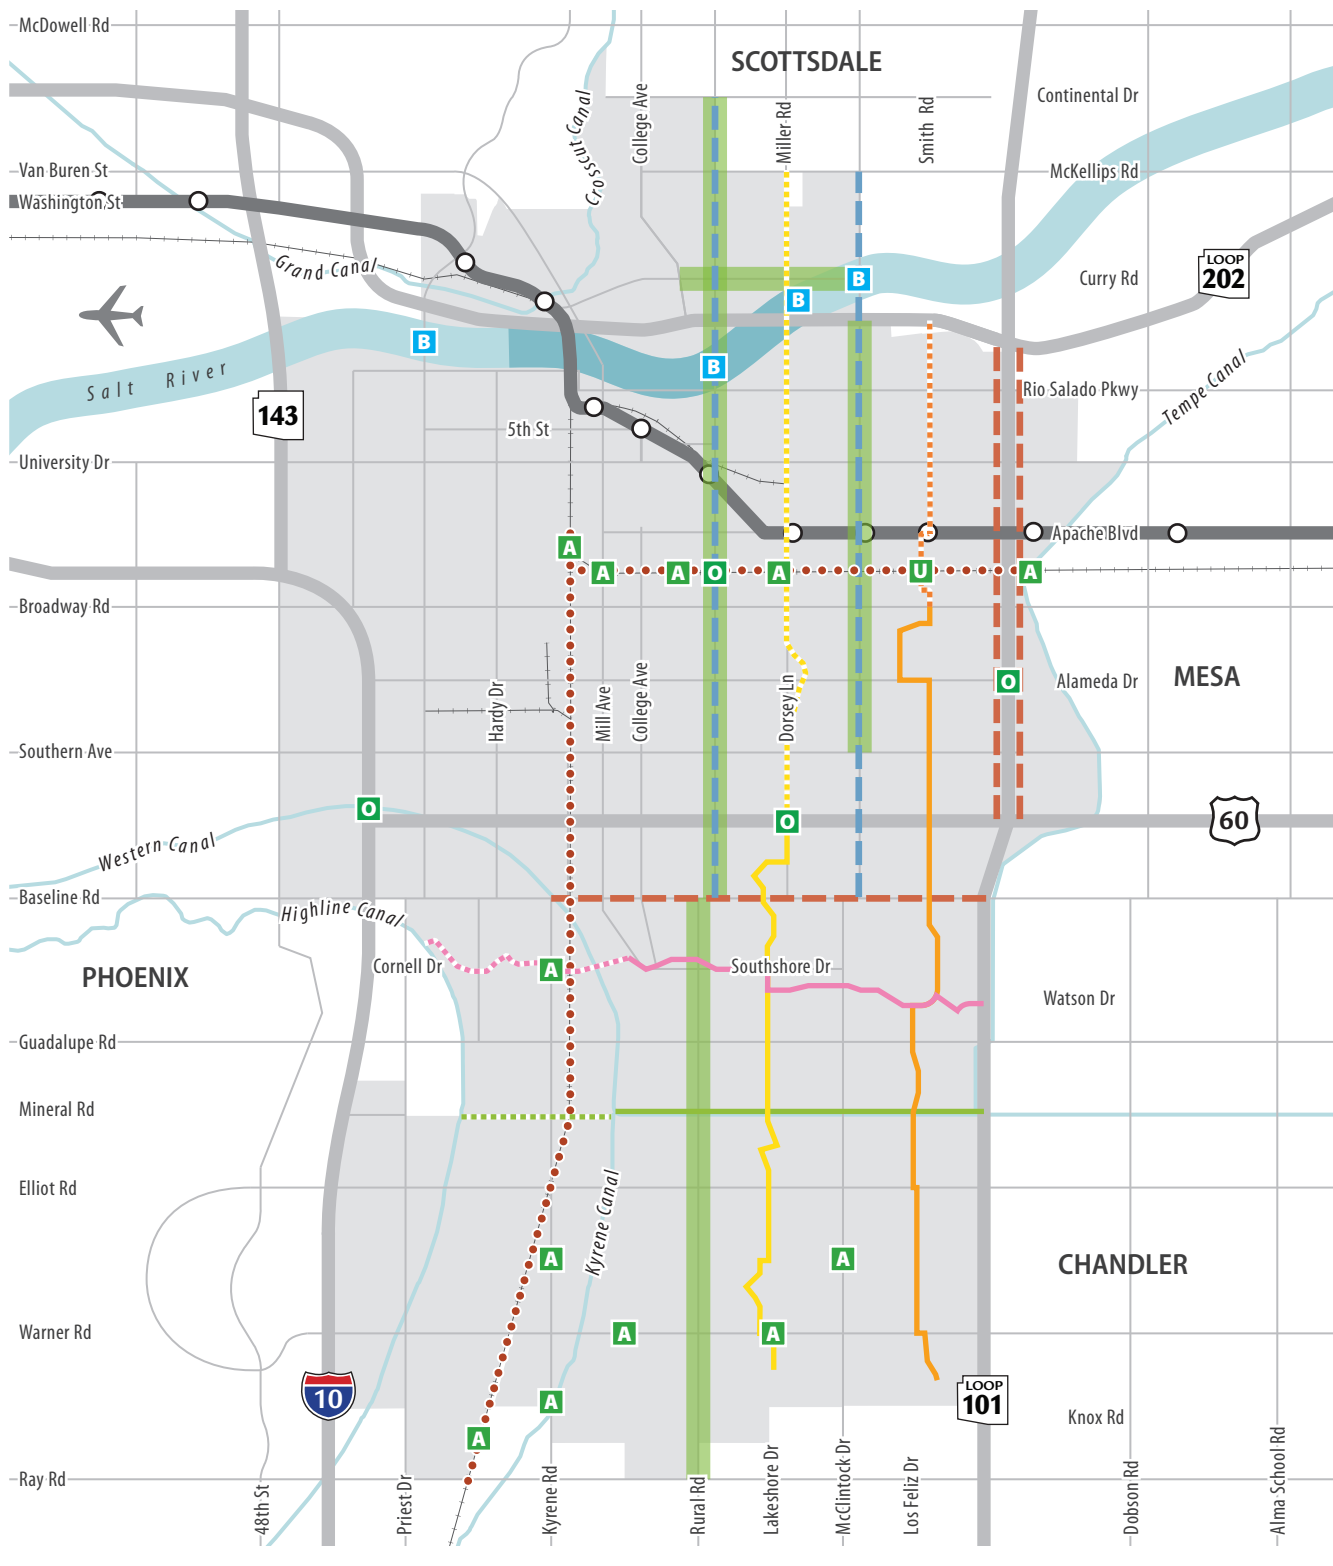 McDowell Rd
SCOTTSDALE
Crosscut Canal
College Ave
Miller Rd
Smith Rd
Continental Dr
Van Buren St
McKellips Rd
Washington St
Grand Canal
Curry Rd
LOOP
202
B
B
B
B
Salt River
143
Rio Salado Pkwy
Tempe Canal
5th St
University Dr
Apache Blvd
A
A
A
O
A
U
A
Broadway Rd
Hardy Dr
Mill Ave
College Ave
Dorsey Ln
O
Alameda Dr
MESA
Southern Ave
O
O
60
Western Canal
Baseline Rd
Highline Canal
PHOENIX
Cornell Dr
A
Southshore Dr
Watson Dr
Guadalupe Rd
Mineral Rd
Elliot Rd
Kyrene Canal
A
A
CHANDLER
Warner Rd
A
A
10
A
LOOP
101
Knox Rd
A
Ray Rd
48th St
Priest Dr
Kyrene Rd
Rural Rd
Lakeshore Dr
McClintock Dr
Los Feliz Dr
Dobson Rd
Alma School Rd